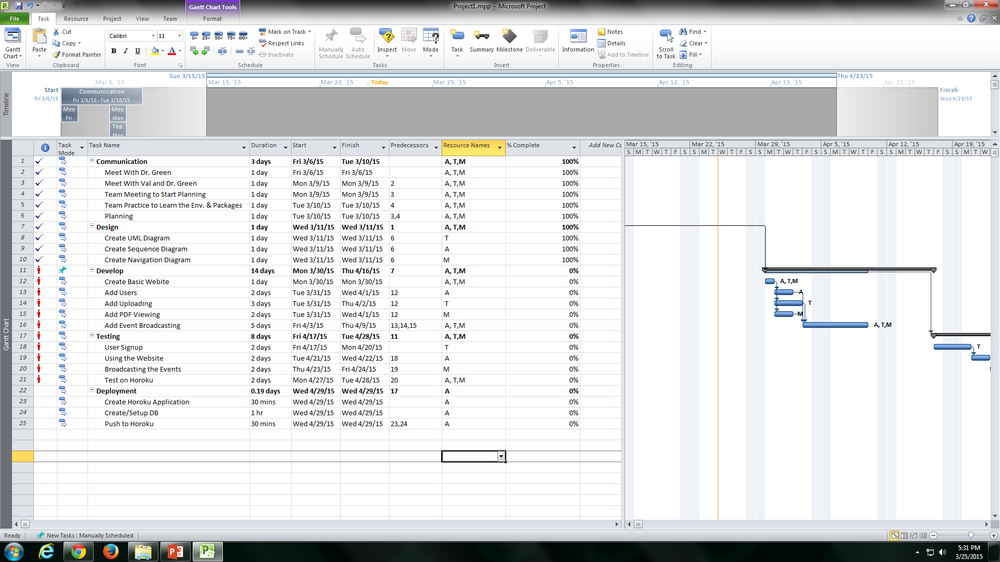 Project1.mpp - Microsoft Project
Gantt Chart Tools
File Task Resource Project View Team Format
Gantt Chart
View
Paste
Cut
Copy
Format Painter
Clipboard
Calibri 11
B I U A
Font
0% 25% 50% 75% 100%
Mark on Track
Respect Links
Inactivate
Schedule
Manually Schedule
Auto Schedule
Inspect
Move
Mode
Tasks
Task
Summary
Milestone
Deliverable
Insert
Information
Notes
Details
Add to Timeline
Properties
Scroll to Task
Find
Clear
Fill
Editing
Timeline
Sun 3/15/15
Thu 4/23/15
Mar 8, '15 Mar 15, '15 Mar 22, '15 Today Mar 29, '15 Apr 5, '15 Apr 12, '15 Apr 19, '15 Apr 26, '15
Start
Fri 3/6/15
Communication
Fri 3/6/15 - Tue 3/10/15
Mee
Fri
Mee
Mon
Tea
Mon
Finish
Wed 4/29/15
Gantt Chart
Task Mode Task Name Duration Start Finish Predecessors Resource Names % Complete Add New Co
1 Communication 3 days Fri 3/6/15 Tue 3/10/15 A, T,M 100%
2 Meet With Dr. Green 1 day Fri 3/6/15 Fri 3/6/15 A, T,M 100%
3 Meet With Val and Dr. Green 1 day Mon 3/9/15 Mon 3/9/15 2 A, T,M 100%
4 Team Meeting to Start Planning 1 day Mon 3/9/15 Mon 3/9/15 3 A, T,M 100%
5 Team Practice to Learn the Env. & Packages 1 day Tue 3/10/15 Tue 3/10/15 4 A, T,M 100%
6 Planning 1 day Tue 3/10/15 Tue 3/10/15 3,4 A, T,M 100%
7 Design 1 day Wed 3/11/15 Wed 3/11/15 1 A, T,M 100%
8 Create UML Diagram 1 day Wed 3/11/15 Wed 3/11/15 6 T 100%
9 Create Sequence Diagram 1 day Wed 3/11/15 Wed 3/11/15 6 A 100%
10 Create Navigation Diagram 1 day Wed 3/11/15 Wed 3/11/15 6 M 100%
11 Develop 14 days Mon 3/30/15 Thu 4/16/15 7 A, T,M 0%
12 Create Basic Webite 1 day Mon 3/30/15 Mon 3/30/15 A, T,M 0%
13 Add Users 2 days Tue 3/31/15 Wed 4/1/15 12 A 0%
14 Add Uploading 3 days Tue 3/31/15 Thu 4/2/15 12 T 0%
15 Add PDF Viewing 2 days Tue 3/31/15 Wed 4/1/15 12 M 0%
16 Add Event Broadcasting 5 days Fri 4/3/15 Thu 4/9/15 13,14,15 A, T,M 0%
17 Testing 8 days Fri 4/17/15 Tue 4/28/15 11 A, T,M 0%
18 User Signup 2 days Fri 4/17/15 Mon 4/20/15 T 0%
19 Using the Website 2 days Tue 4/21/15 Wed 4/22/15 18 A 0%
20 Broadcasting the Events 2 days Thu 4/23/15 Fri 4/24/15 19 M 0%
21 Test on Horoku 2 days Mon 4/27/15 Tue 4/28/15 20 A, T,M 0%
22 Deployment 0.19 days Wed 4/29/15 Wed 4/29/15 17 A 0%
23 Create Horoku Application 30 mins Wed 4/29/15 Wed 4/29/15 A 0%
24 Create/Setup DB 1 hr Wed 4/29/15 Wed 4/29/15 A 0%
25 Push to Horoku 30 mins Wed 4/29/15 Wed 4/29/15 23,24 A 0%
Mar 15, '15 Mar 22, '15 Mar 29, '15 Apr 5, '15 Apr 12, '15 Apr 19, '15
S M T W T F S S M T W T F S S M T W T F S S M T W T F S S M T W T F S S M T W
A, T,M
A
T
M
A, T,M
T
Ready New Tasks : Manually Scheduled
5:31 PM
3/25/2015